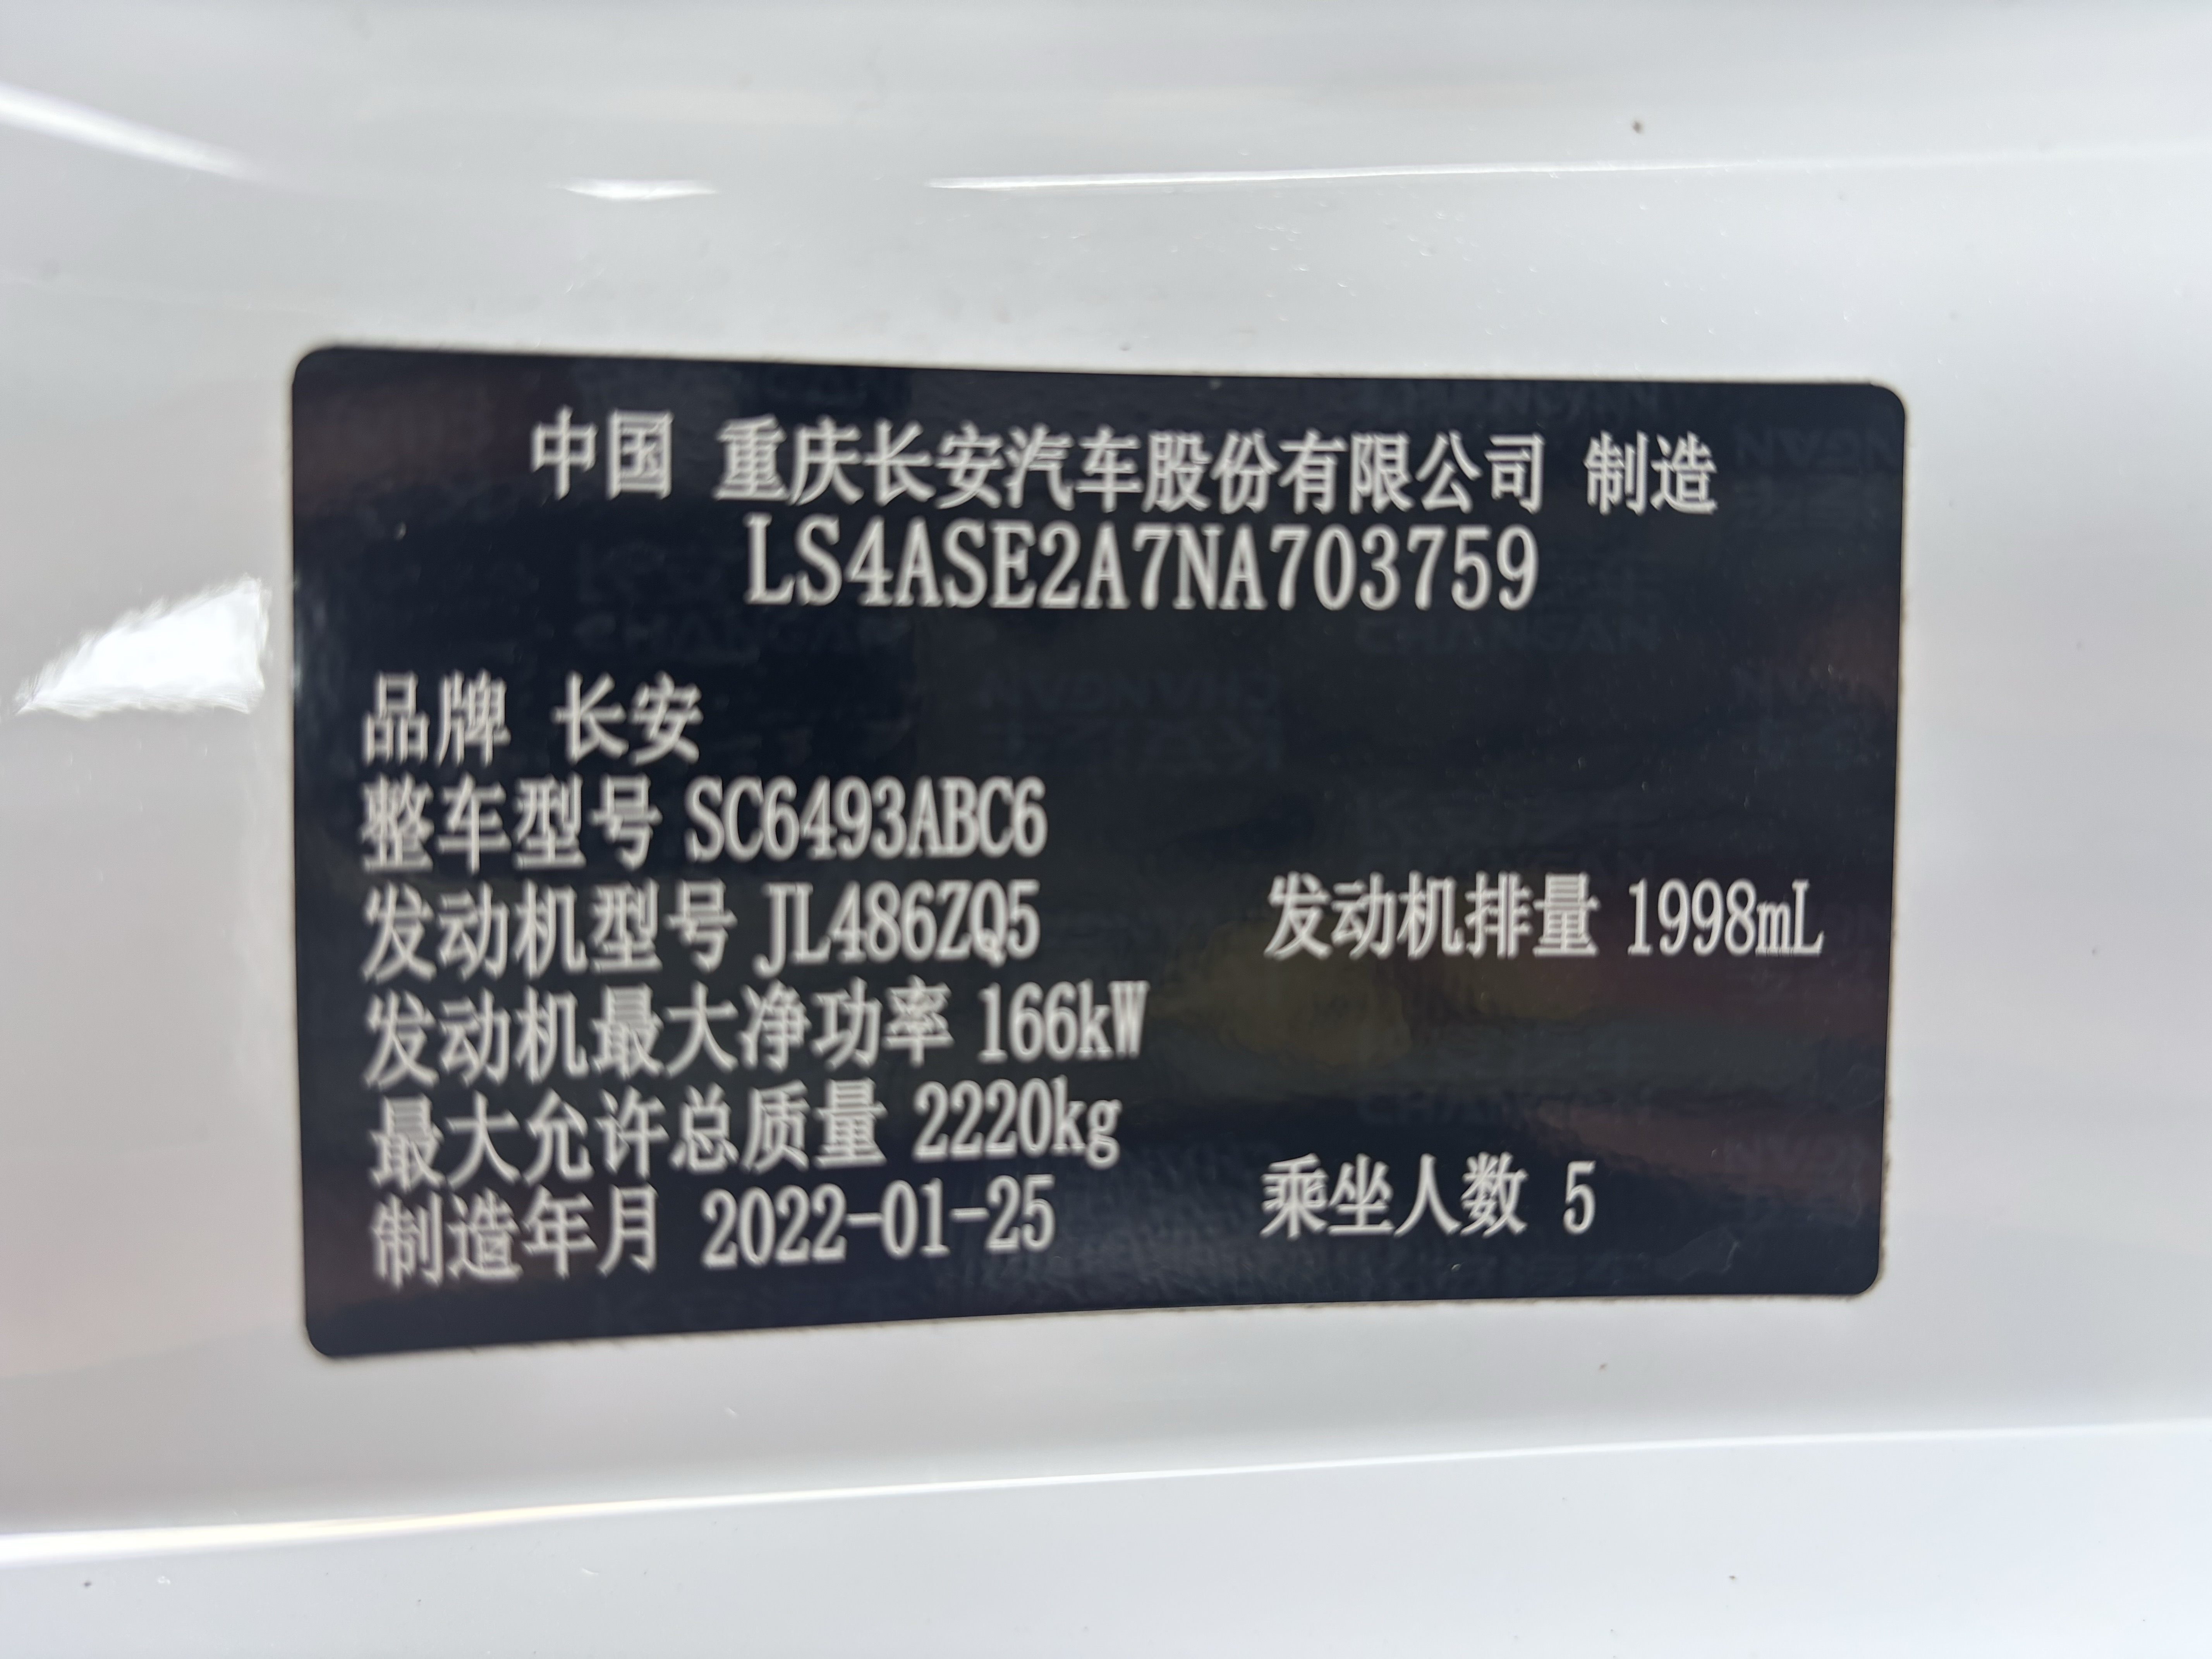 中国 重庆长安汽车股份有限公司 制造
LS4ASE2A7NA703759
品牌 长安
整车型号 SC6493ABC6
发动机型号 JL486ZQ5 发动机排量 1998mL
发动机最大净功率 166kW
最大允许总质量 2220kg
制造年月 2022-01-25 乘坐人数 5